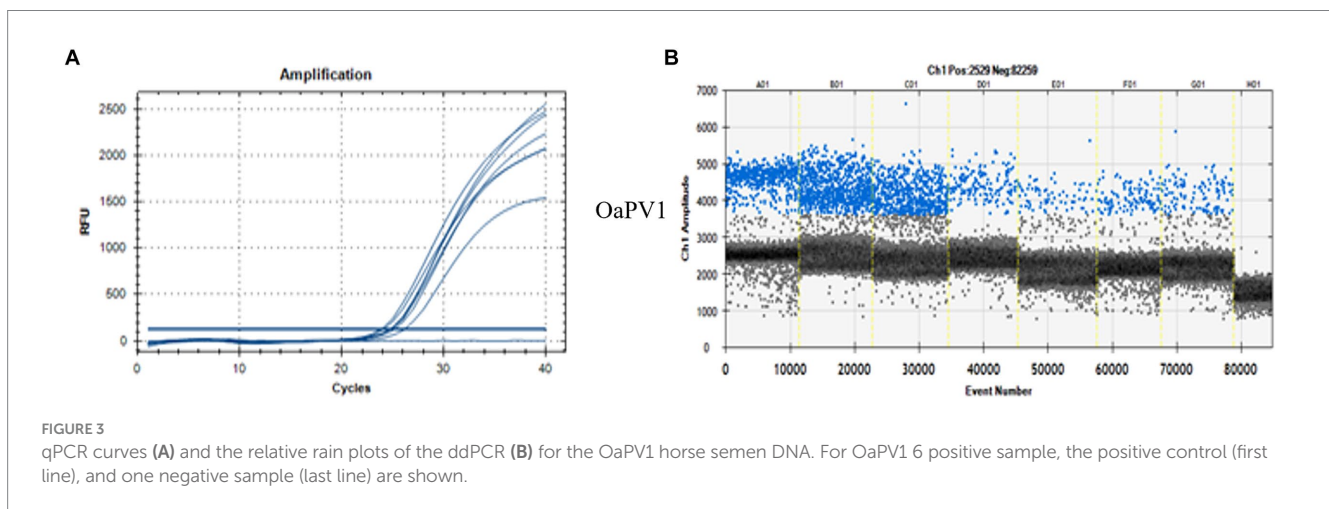 A
Amplification
2500
2000
1500
1000
500
0
RFU
0 10 20 30 40
Cycles
OaPV1
B
Ch1 Pos:2529 Neg:82259
A01 B01 C01 D01 E01 F01 G01 H01
7000
6000
5000
4000
3000
2000
1000
0
Ch1 Amplitude
0 10000 20000 30000 40000 50000 60000 70000 80000
Event Number
FIGURE 3
qPCR curves (A) and the relative rain plots of the ddPCR (B) for the OaPV1 horse semen DNA. For OaPV1 6 positive sample, the positive control (first
line), and one negative sample (last line) are shown.